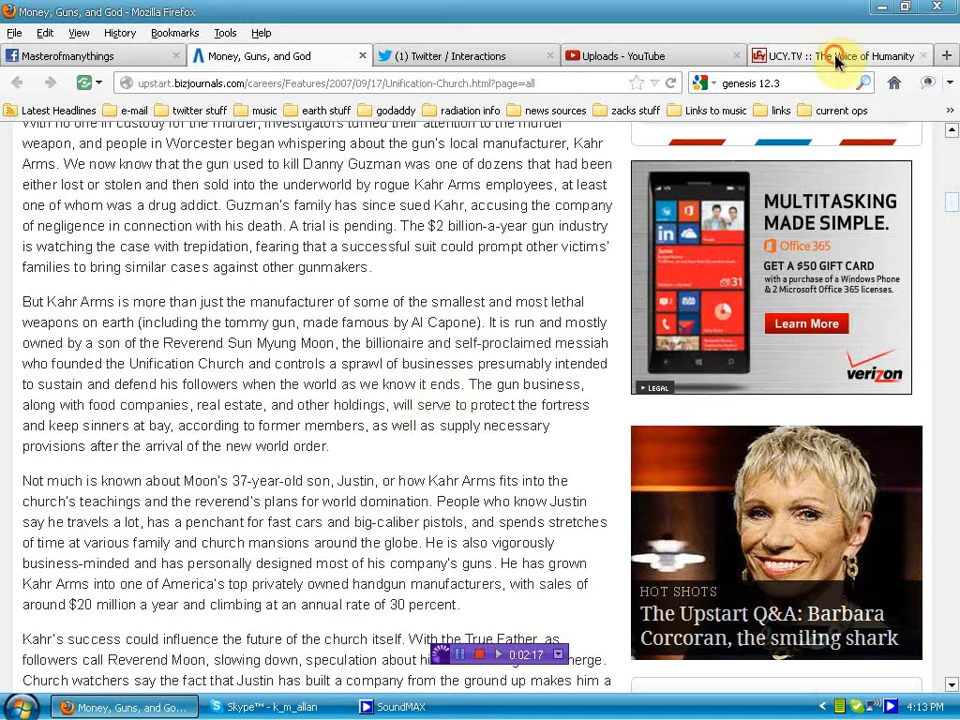 Money, Guns, and God - Mozilla Firefox
File Edit View History Bookmarks Tools Help
Masterofmanythings
Money, Guns, and God
(1) Twitter / Interactions
Uploads - YouTube
UCY.TV :: The Voice of Humanity
upstart.bizjournals.com/careers/Features/2007/09/17/Unification-Church.html?page=all
genesis 12.3
Latest Headlines e-mail twitter stuff music earth stuff godaddy radiation info news sources zacks stuff Links to music links current ops
With no one in custody for the murder, investigators turned their attention to the murder
weapon, and people in Worcester began whispering about the gun's local manufacturer, Kahr
Arms. We now know that the gun used to kill Danny Guzman was one of dozens that had been
either lost or stolen and then sold into the underworld by rogue Kahr Arms employees, at least
one of whom was a drug addict. Guzman's family has since sued Kahr, accusing the company
of negligence in connection with his death. A trial is pending. The $2 billion-a-year gun industry
is watching the case with trepidation, fearing that a successful suit could prompt other victims'
families to bring similar cases against other gunmakers.
But Kahr Arms is more than just the manufacturer of some of the smallest and most lethal
weapons on earth (including the tommy gun, made famous by Al Capone). It is run and mostly
owned by a son of the Reverend Sun Myung Moon, the billionaire and self-proclaimed messiah
who founded the Unification Church and controls a sprawl of businesses presumably intended
to sustain and defend his followers when the world as we know it ends. The gun business,
along with food companies, real estate, and other holdings, will serve to protect the fortress
and keep sinners at bay, according to former members, as well as supply necessary
provisions after the arrival of the new world order.
Not much is known about Moon's 37-year-old son, Justin, or how Kahr Arms fits into the
church's teachings and the reverend's plans for world domination. People who know Justin
say he travels a lot, has a penchant for fast cars and big-caliber pistols, and spends stretches
of time at various family and church mansions around the globe. He is also vigorously
business-minded and has personally designed most of his company's guns. He has grown
Kahr Arms into one of America's top privately owned handgun manufacturers, with sales of
around $20 million a year and climbing at an annual rate of 30 percent.
Kahr's success could influence the future of the church itself. With the True Father, as
followers call Reverend Moon, slowing down, speculation about hi merge.
Church watchers say the fact that Justin has built a company from the ground up makes him a
MULTITASKING
MADE SIMPLE.
Office 365
GET A $50 GIFT CARD
with a purchase of a Windows Phone
& 2 Microsoft Office 365 licenses.
Learn More
verizon
LEGAL
HOT SHOTS
The Upstart Q&A: Barbara
Corcoran, the smiling shark
0:02:17
Money, Guns, and Go...
Skype™ - k_m_allan
SoundMAX
4:13 PM